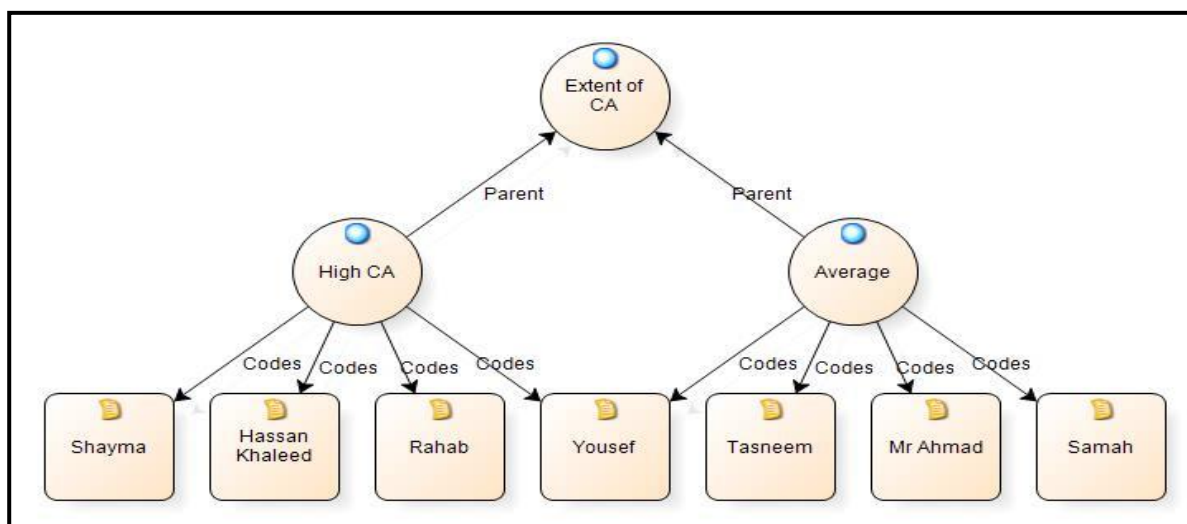 Extent of
CA
Parent
Parent
High CA
Average
Codes
Codes
Codes
Codes
Codes
Codes
Codes
Codes
Shayma
Hassan
Khaleed
Rahab
Yousef
Tasneem
Mr Ahmad
Samah